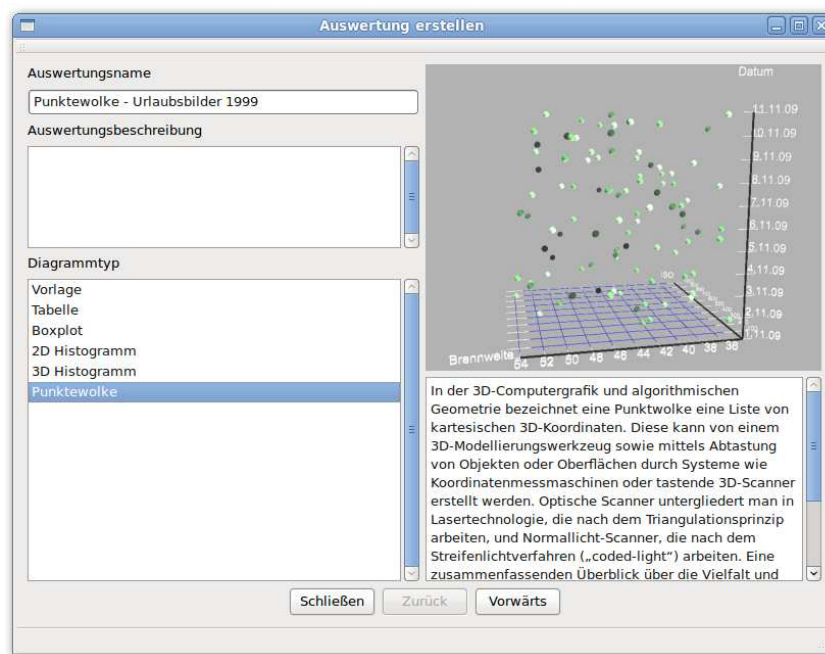 Auswertung erstellen
Auswertungsname
Punktewolke - Urlaubsbilder 1999
Auswertungsbeschreibung
Diagrammtyp
Vorlage
Tabelle
Boxplot
2D Histogramm
3D Histogramm
Punktewolke
Datum
11.11.09
10.11.09
9.11.09
8.11.09
7.11.09
6.11.09
5.11.09
4.11.09
3.11.09
2.11.09
1.11.09
ISO
Brennweite
54 52 50 48 46 44 42 40 38 36
In der 3D-Computergrafik und algorithmischen
Geometrie bezeichnet eine Punktwolke eine Liste von
kartesischen 3D-Koordinaten. Diese kann von einem
3D-Modellierungswerkzeug sowie mittels Abtastung
von Objekten oder Oberflächen durch Systeme wie
Koordinatenmessmaschinen oder tastende 3D-Scanner
erstellt werden. Optische Scanner untergliedert man in
Lasertechnologie, die nach dem Triangulationsprinzip
arbeiten, und Normallicht-Scanner, die nach dem
Streifenlichtverfahren („coded-light“) arbeiten. Eine
zusammenfassenden Überblick über die Vielfalt und
Schließen
Zurück
Vorwärts